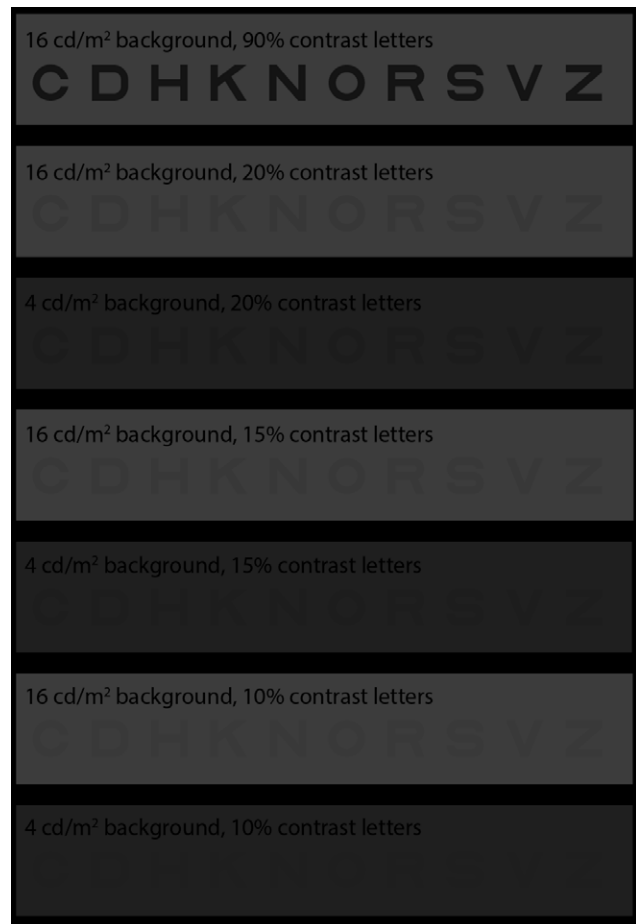 16 cd/m² background, 90% contrast letters
C D H K N O R S V Z
16 cd/m² background, 20% contrast letters
C D H K N O R S V Z
4 cd/m² background, 20% contrast letters
C D H K N O R S V Z
16 cd/m² background, 15% contrast letters
C D H K N O R S V Z
4 cd/m² background, 15% contrast letters
C D H K N O R S V Z
16 cd/m² background, 10% contrast letters
C D H K N O R S V Z
4 cd/m² background, 10% contrast letters
C D H K N O R S V Z